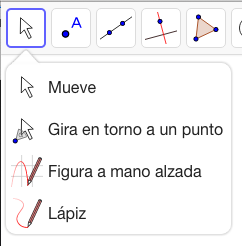 A
Mueve
Gira en torno a un punto
Figura a mano alzada
Lápiz